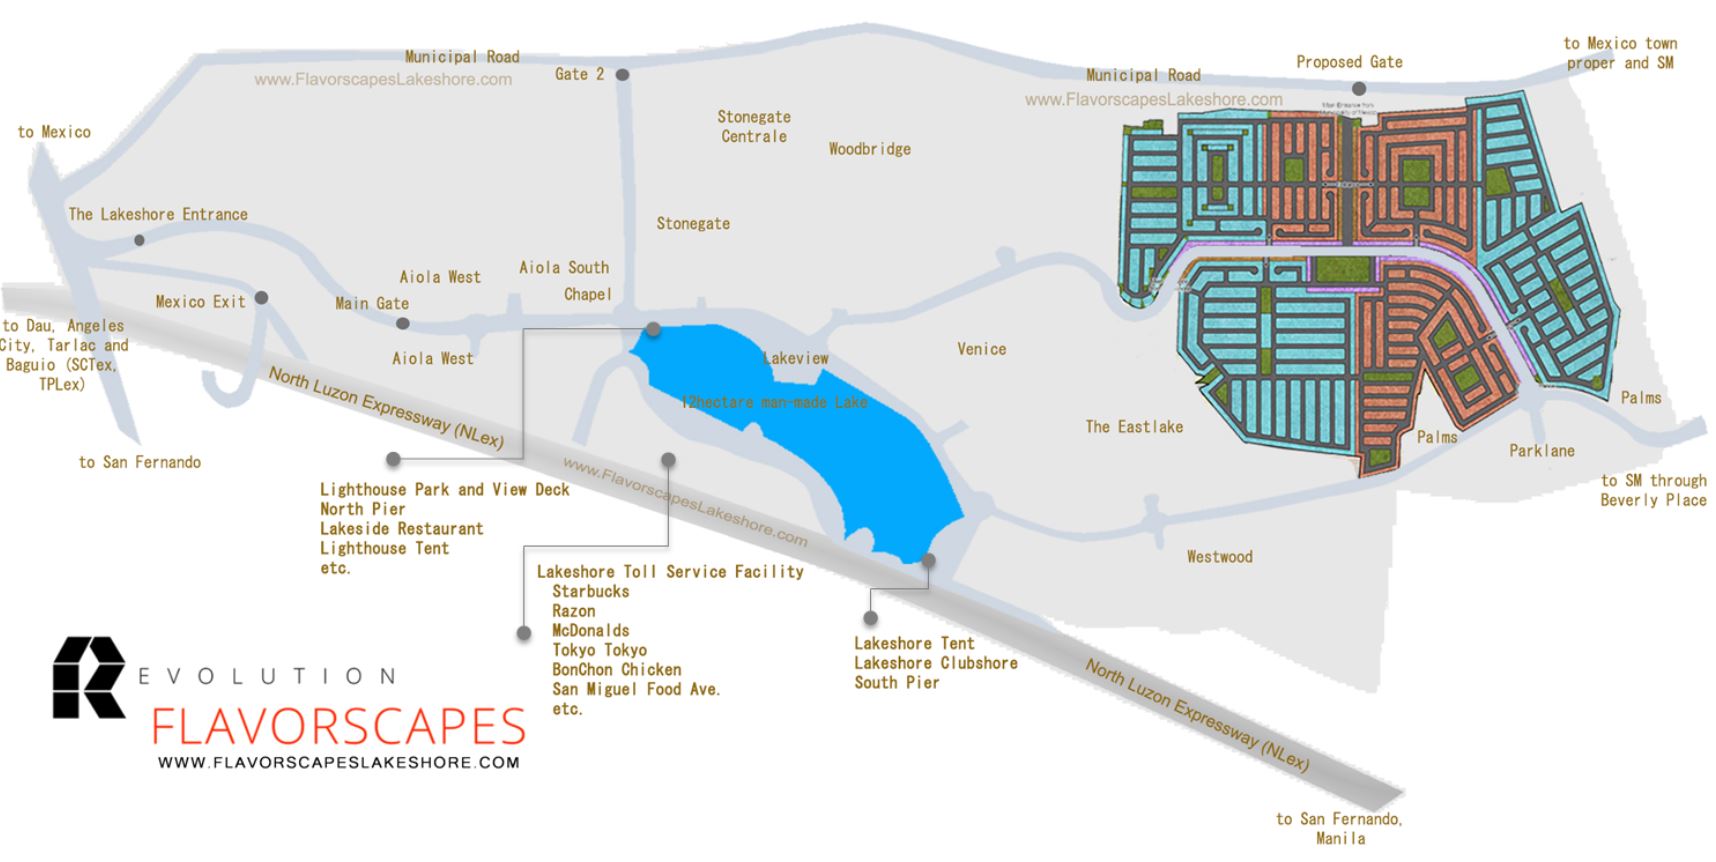 to Mexico town
proper and SM
Municipal Road
Gate 2
www.FlavorscapesLakeshore.com
Proposed Gate
Municipal Road
www.FlavorscapesLakeshore.com
Main Entrance from
Stonegate
Centrale
to Mexico
Woodbridge
The Lakeshore Entrance
Stonegate
Aiola South
Aiola West
Chapel
Mexico Exit
Main Gate
to Dau, Angeles
City, Tarlac and
Baguio (SCTex,
TPLex)
Aiola West
Lakeview
Venice
North Luzon Expressway (NLex)
12hectare man-made Lake
Palms
The Eastlake
Palms
Parklane
to San Fernando
www.FlavorscapesLakeshore.com
to SM through
Beverly Place
Lighthouse Park and View Deck
North Pier
Lakeside Restaurant
Lighthouse Tent
etc.
Westwood
Lakeshore Toll Service Facility
Starbucks
Razon
McDonalds
Tokyo Tokyo
BonChon Chicken
San Miguel Food Ave.
etc.
Lakeshore Tent
Lakeshore Clubshore
South Pier
North Luzon Expressway (NLex)
REVOLUTION
FLAVORSCAPES
WWW.FLAVORSCAPESLAKESHORE.COM
to San Fernando,
Manila